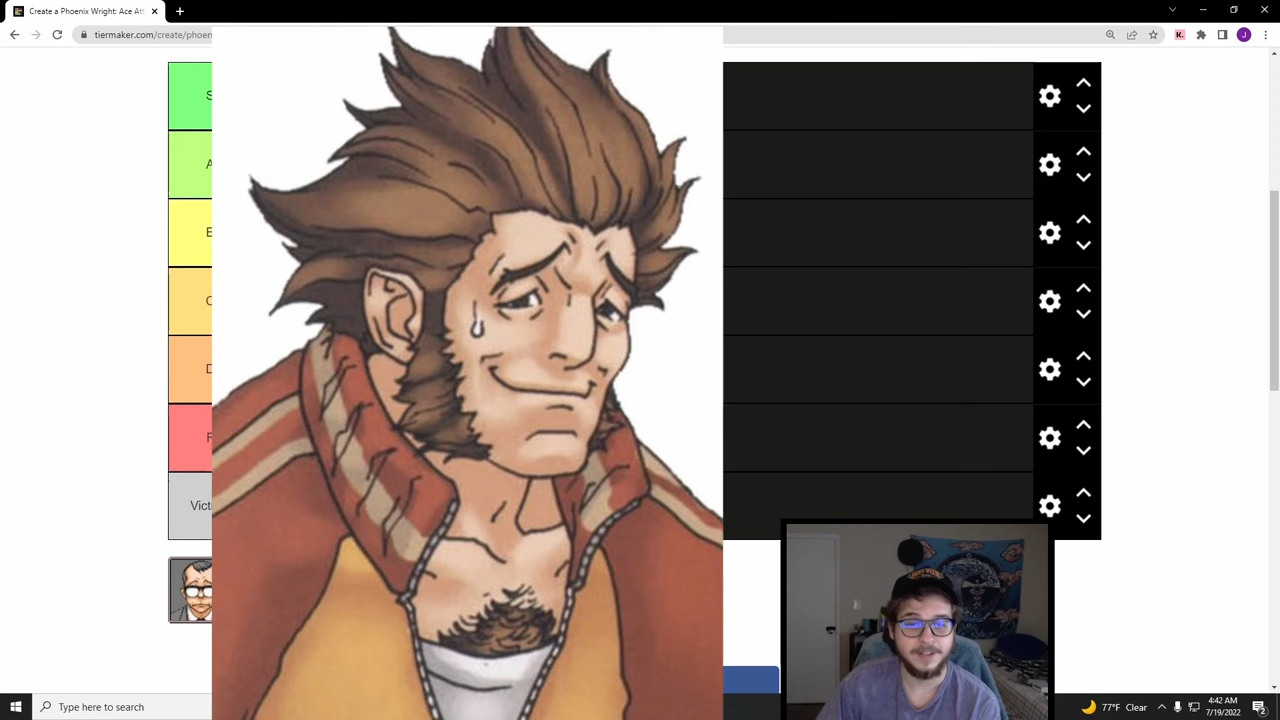 Create a Phoenix Wright: Ace Att
tiermaker.com/create/phoen
K.
J
S
A
B
C
D
F
Vict
Type here to search
77°F Clear
4:42 AM
7/19/2022
2